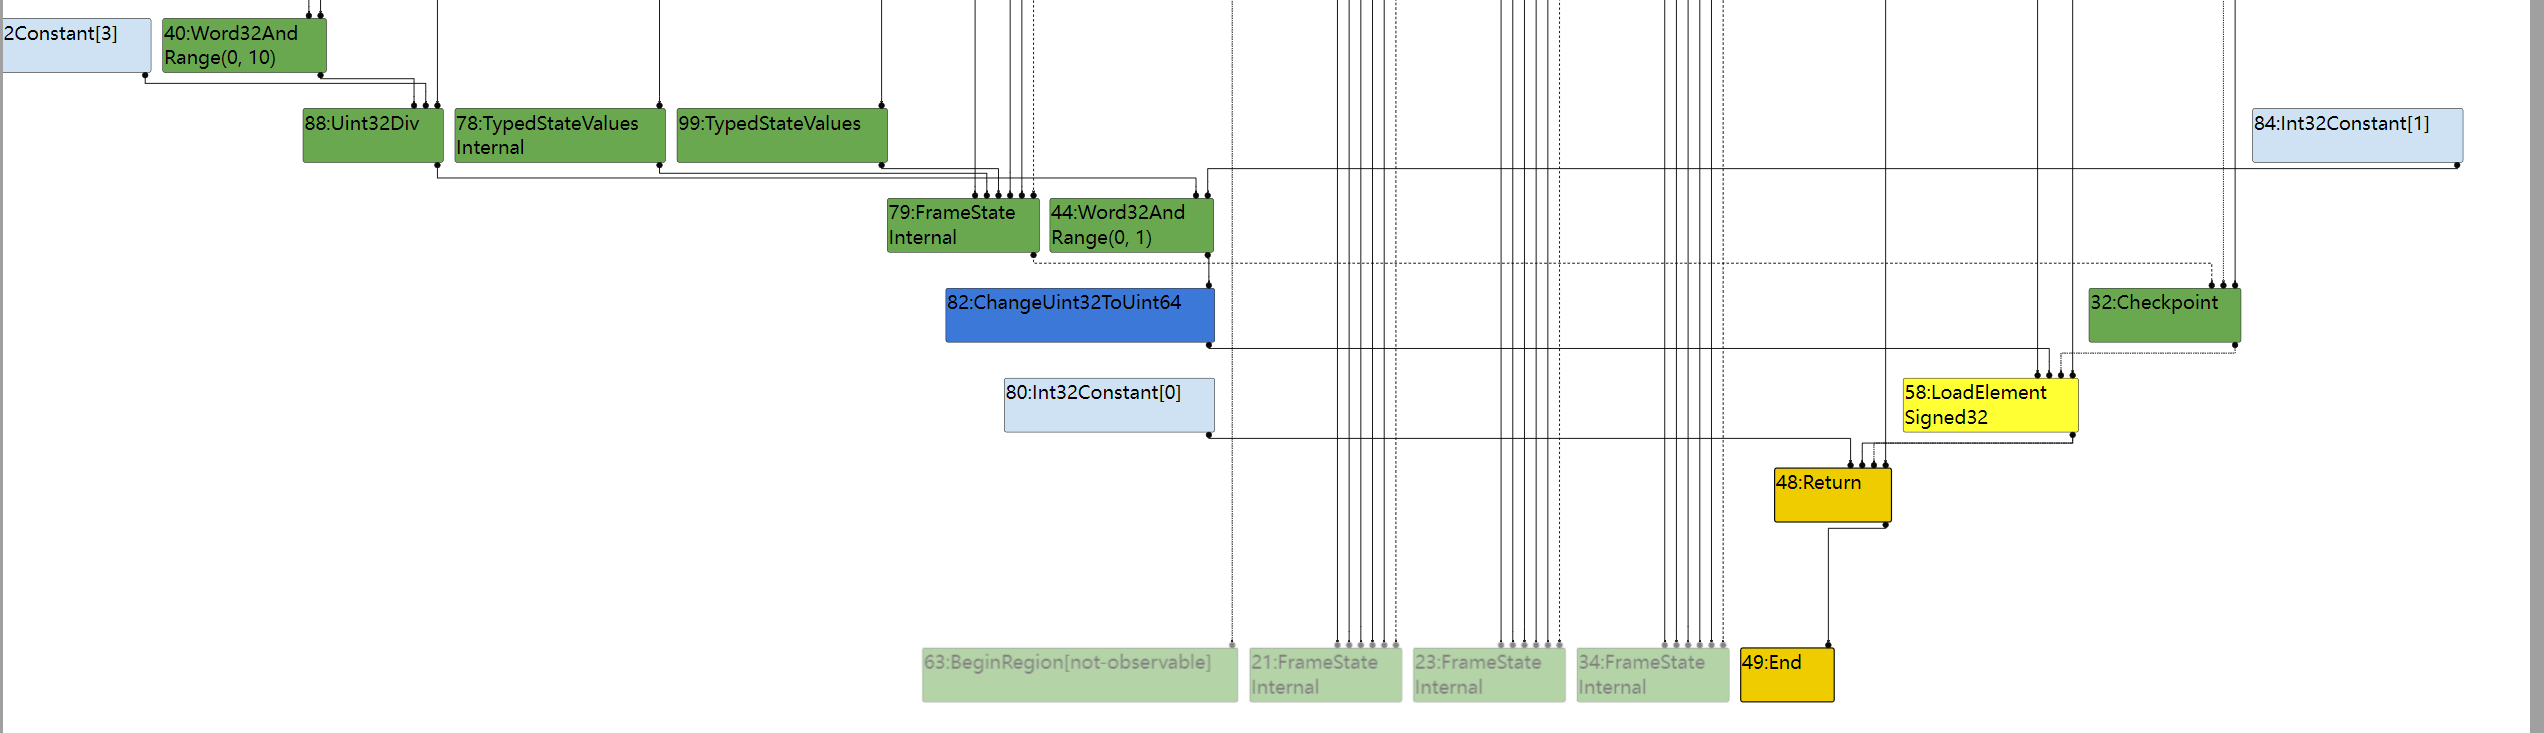 2Constant[3]
40:Word32And
Range(0, 10)
88:Uint32Div
78:TypedStateValues
Internal
99:TypedStateValues
84:Int32Constant[1]
79:FrameState
Internal
44:Word32And
Range(0, 1)
82:ChangeUint32ToUint64
32:Checkpoint
80:Int32Constant[0]
58:LoadElement
Signed32
48:Return
63:BeginRegion[not-observable]
21:FrameState
Internal
23:FrameState
Internal
34:FrameState
Internal
49:End